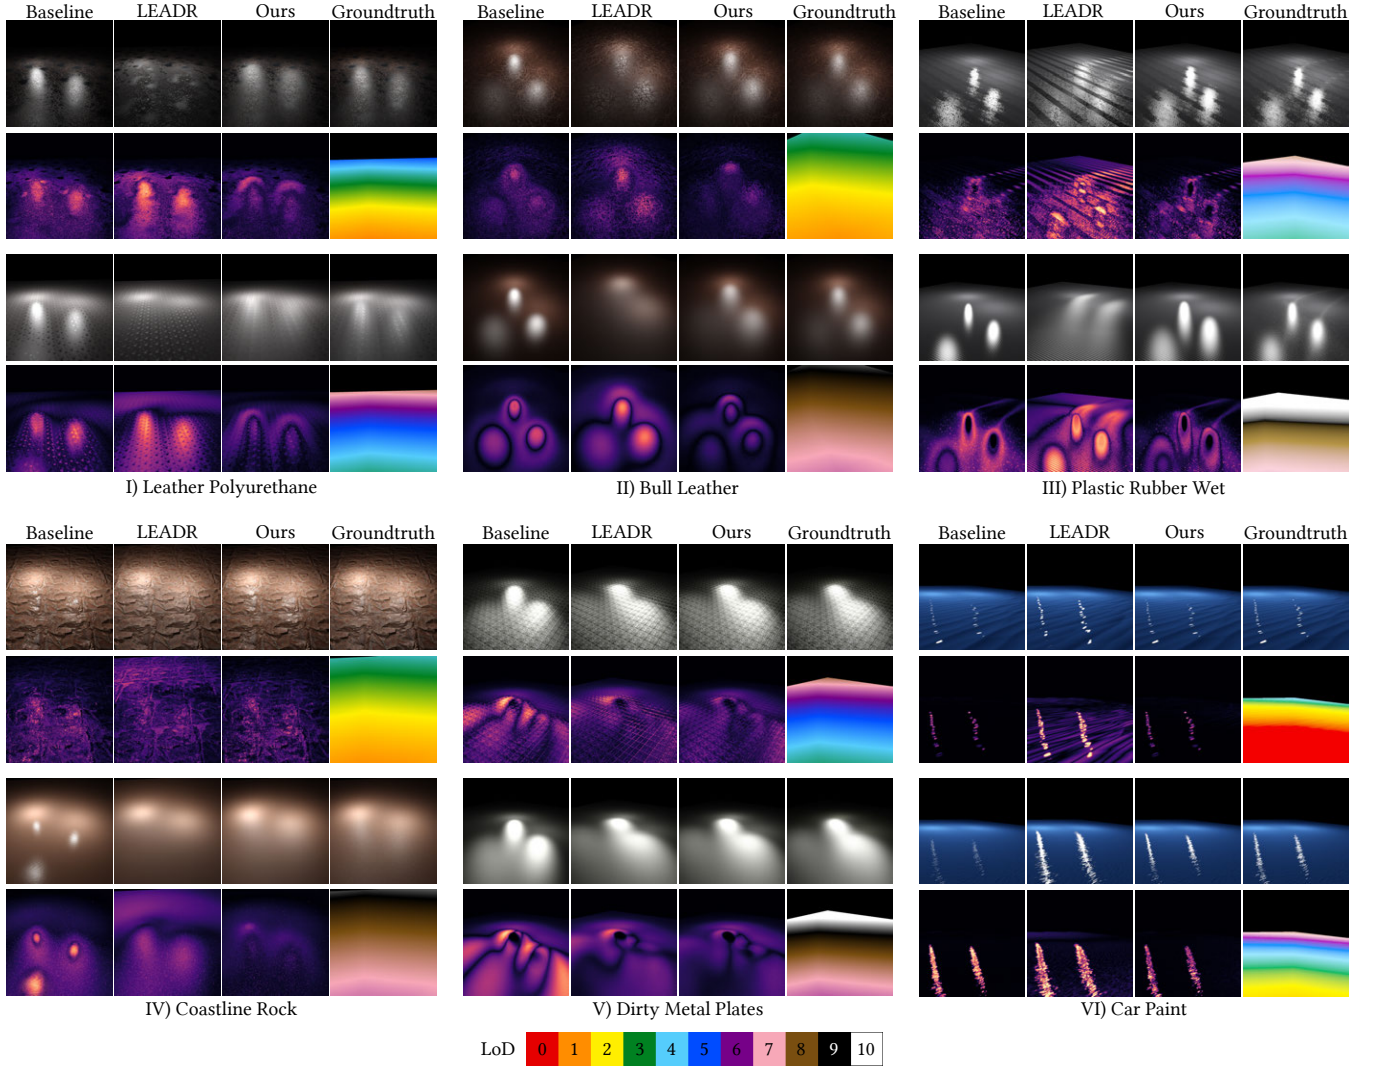 Baseline LEADR Ours Groundtruth
Baseline LEADR Ours Groundtruth
Baseline LEADR Ours Groundtruth
I) Leather Polyurethane
II) Bull Leather
III) Plastic Rubber Wet
Baseline LEADR Ours Groundtruth
Baseline LEADR Ours Groundtruth
Baseline LEADR Ours Groundtruth
IV) Coastline Rock
V) Dirty Metal Plates
VI) Car Paint
LoD 0 1 2 3 4 5 6 7 8 9 10